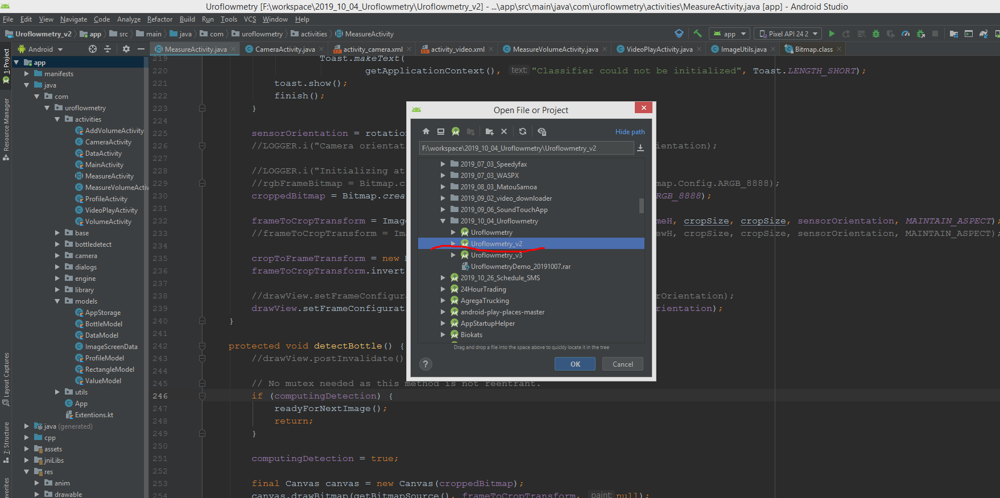 Uroflowmetry [F:\workspace\2019_10_04_Uroflowmetry\Uroflowmetry_v2] - ...\app\src\main\java\com\uroflowmetry\activities\MeasureActivity.java [app] - Android Studio
File Edit View Navigate Code Analyze Refactor Build Run Tools VCS Window Help
Uroflowmetry_v2 app src main java com uroflowmetry activities MeasureActivity app Pixel API 24 2
Android MeasureActivity.java CameraActivity.java activity_camera.xml activity_video.xml MeasureVolumeActivity.java VideoPlayActivity.java ImageUtils.java Bitmap.class
1: Project
Resource Manager
Layout Captures
7: Structure
app
manifests
java
com
uroflowmetry
activities
AddVolumeActivity
CameraActivity
DataActivity
MainActivity
MeasureActivity
MeasureVolumeActiv
ProfileActivity
VideoPlayActivity
VolumeActivity
base
bottledetect
camera
dialogs
engine
library
models
AppStorage
BottleModel
DataModel
ImageScreenData
ProfileModel
RectangleModel
ValueModel
utils
App
Extentions.kt
java (generated)
cpp
assets
jniLibs
res
anim
drawable
219 Toast.makeText(
220 getApplicationContext(), text: "Classifier could not be initialized", Toast.LENGTH_SHORT);
221 toast.show();
222 finish();
223 }
224
225 sensorOrientation = rotation
226 //LOGGER.i("Camera orientat ientation);
227
228 //LOGGER.i("Initializing at
229 //rgbFrameBitmap = Bitmap.c map.Config.ARGB_8888);
230 croppedBitmap = Bitmap.crea RGB_8888);
231
232 frameToCropTransform = Imag meH, cropSize, cropSize, sensorOrientation, MAINTAIN_ASPECT);
233 //frameToCropTransform = Im ewH, cropSize, cropSize, sensorOrientation, MAINTAIN_ASPECT);
234
235 cropToFrameTransform = new
236 frameToCropTransform.invert
237
238 //drawView.setFrameConfigur rOrientation);
239 drawView.setFrameConfigurat rientation);
240 }
241
242 protected void detectBottle() {
243 //drawView.postInvalidate()
244
245 // No mutex needed as this method is not reentrant.
246 if (computingDetection) {
247 readyForNextImage();
248 return;
249 }
250
251 computingDetection = true;
252
253 final Canvas canvas = new Canvas(croppedBitmap);
254 canvas.drawBitmap(getBitmapSource(), frameToCropTransform, paint: null);
Open File or Project
Hide path
F:\workspace\2019_10_04_Uroflowmetry\Uroflowmetry_v2
2019_07_03_Speedyfax
2019_07_03_WASPX
2019_08_03_MatouSamoa
2019_09_02_video_downloader
2019_09_06_SoundTouchApp
2019_10_04_Uroflowmetry
Uroflowmetry
Uroflowmetry_v2
Uroflowmetry_v3
UroflowmetryDemo_20191007.rar
2019_10_26_Schedule_SMS
24HourTrading
AgregaTrucking
android-play-places-master
AppStartupHelper
Biokats
Drag and drop a file into the space above to quickly locate it in the tree
? OK Cancel